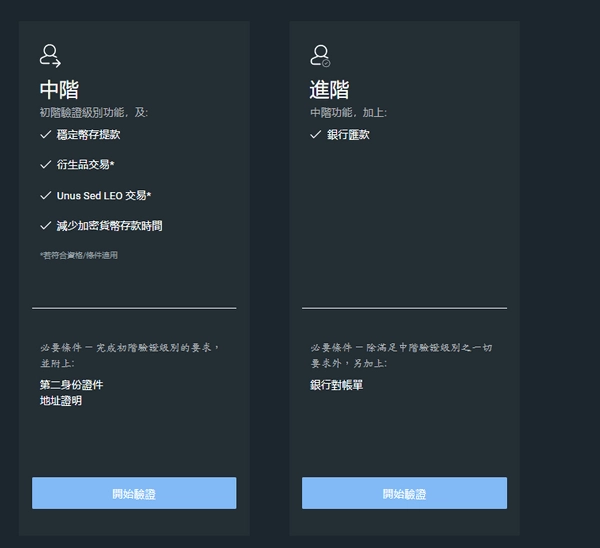 中階
初階驗證級別功能，及:
穩定幣存提款
衍生品交易*
Unus Sed LEO 交易*
減少加密貨幣存款時間
*若符合資格/條件適用
必要條件 — 完成初階驗證級別的要求，
並附上:
第二身份證件
地址證明
開始驗證
進階
中階功能，加上:
銀行匯款
必要條件 — 除滿足中階驗證級別之一切
要求外，另加上:
銀行對帳單
開始驗證